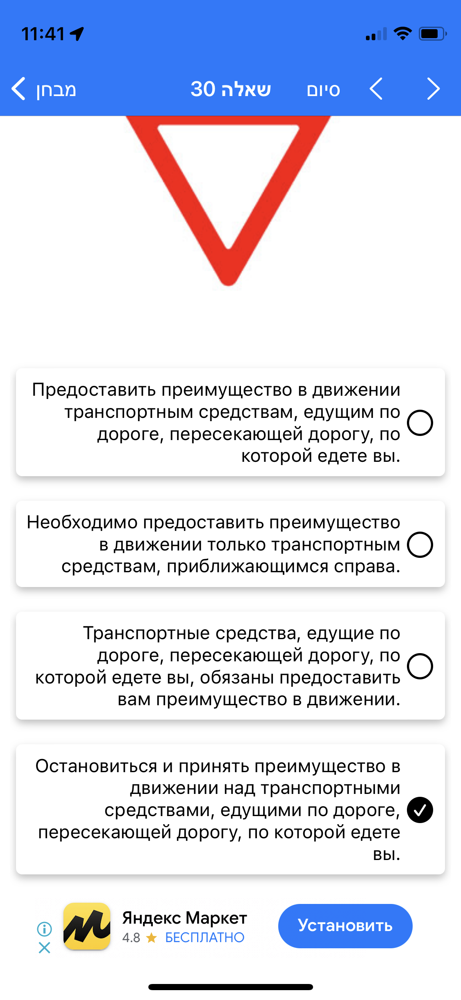 11:41
מבחן
שאלה 30
סיום
Предоставить преимущество в движении
транспортным средствам, едущим по
дороге, пересекающей дорогу, по
которой едете вы.
Необходимо предоставить преимущество
в движении только транспортным
средствам, приближающимся справа.
Транспортные средства, едущие по
дороге, пересекающей дорогу, по
которой едете вы, обязаны предоставить
вам преимущество в движении.
Остановиться и принять преимущество в
движении над транспортными
средствами, едущими по дороге,
пересекающей дорогу, по которой едете
вы.
Яндекс Маркет
4.8 ★ БЕСПЛАТНО
Установить